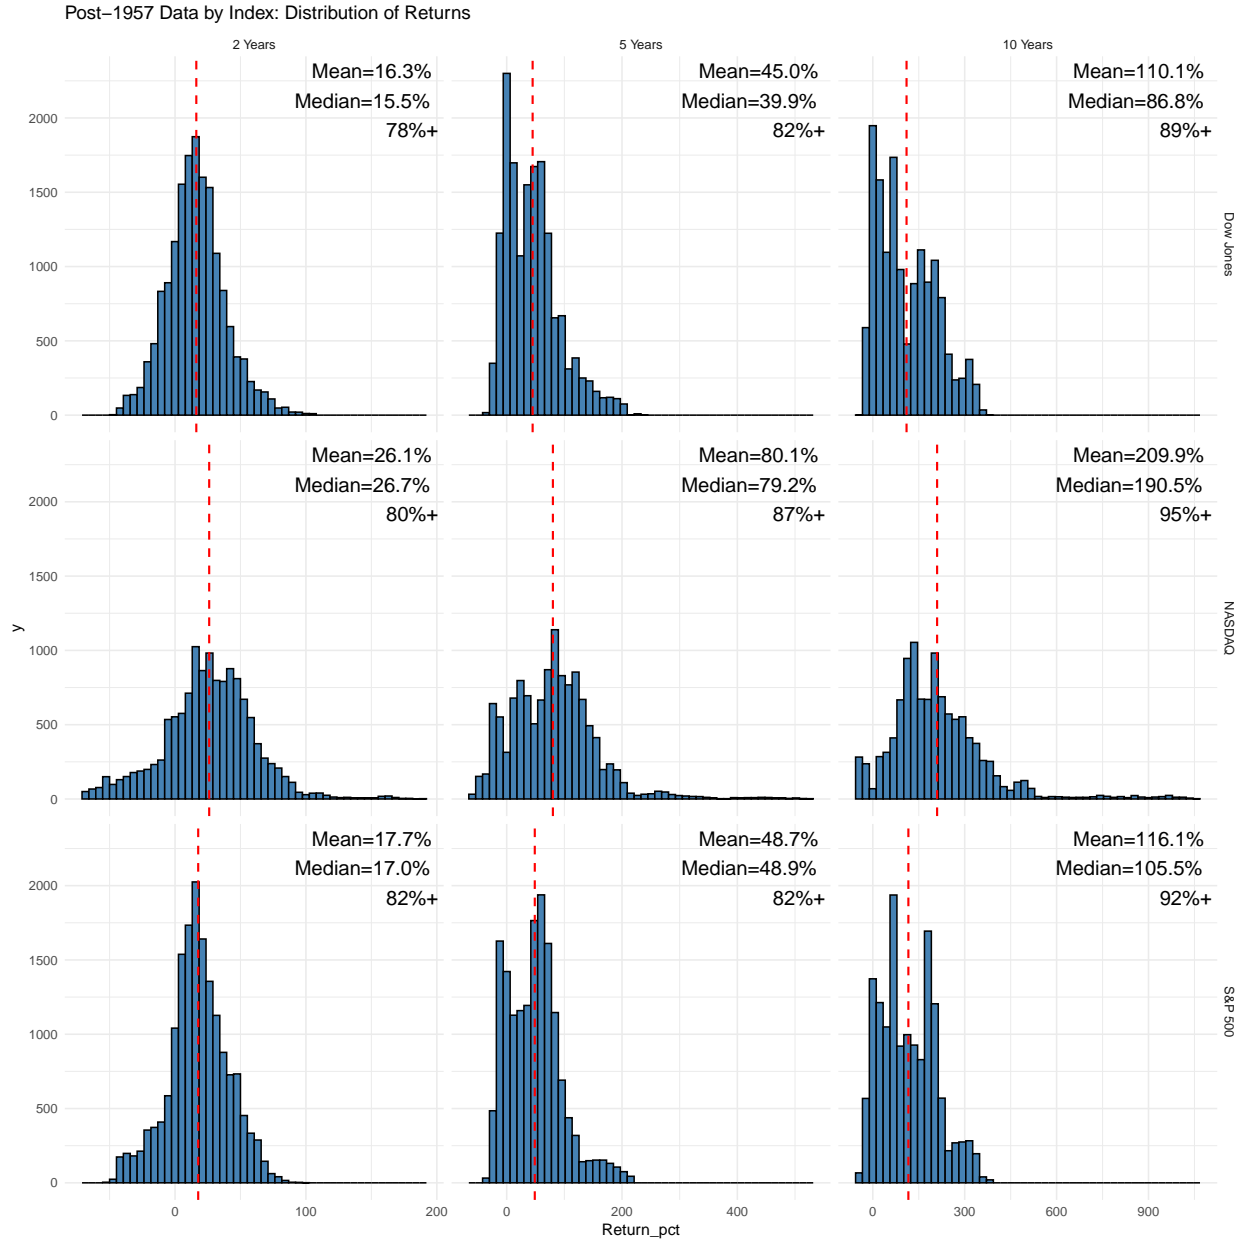 Post−1957 Data by Index: Distribution of Returns
2 Years
5 Years
10 Years
Mean=16.3%
Median=15.5%
78%+
Mean=45.0%
Median=39.9%
82%+
Mean=110.1%
Median=86.8%
89%+
2000
1500
1000
500
0
Dow Jones
Mean=26.1%
Median=26.7%
80%+
Mean=80.1%
Median=79.2%
87%+
Mean=209.9%
Median=190.5%
95%+
2000
1500
1000
500
0
NASDAQ
y
Mean=17.7%
Median=17.0%
82%+
Mean=48.7%
Median=48.9%
82%+
Mean=116.1%
Median=105.5%
92%+
2000
1500
1000
500
0
S&P 500
0 100 200
0 200 400
0 300 600 900
Return_pct